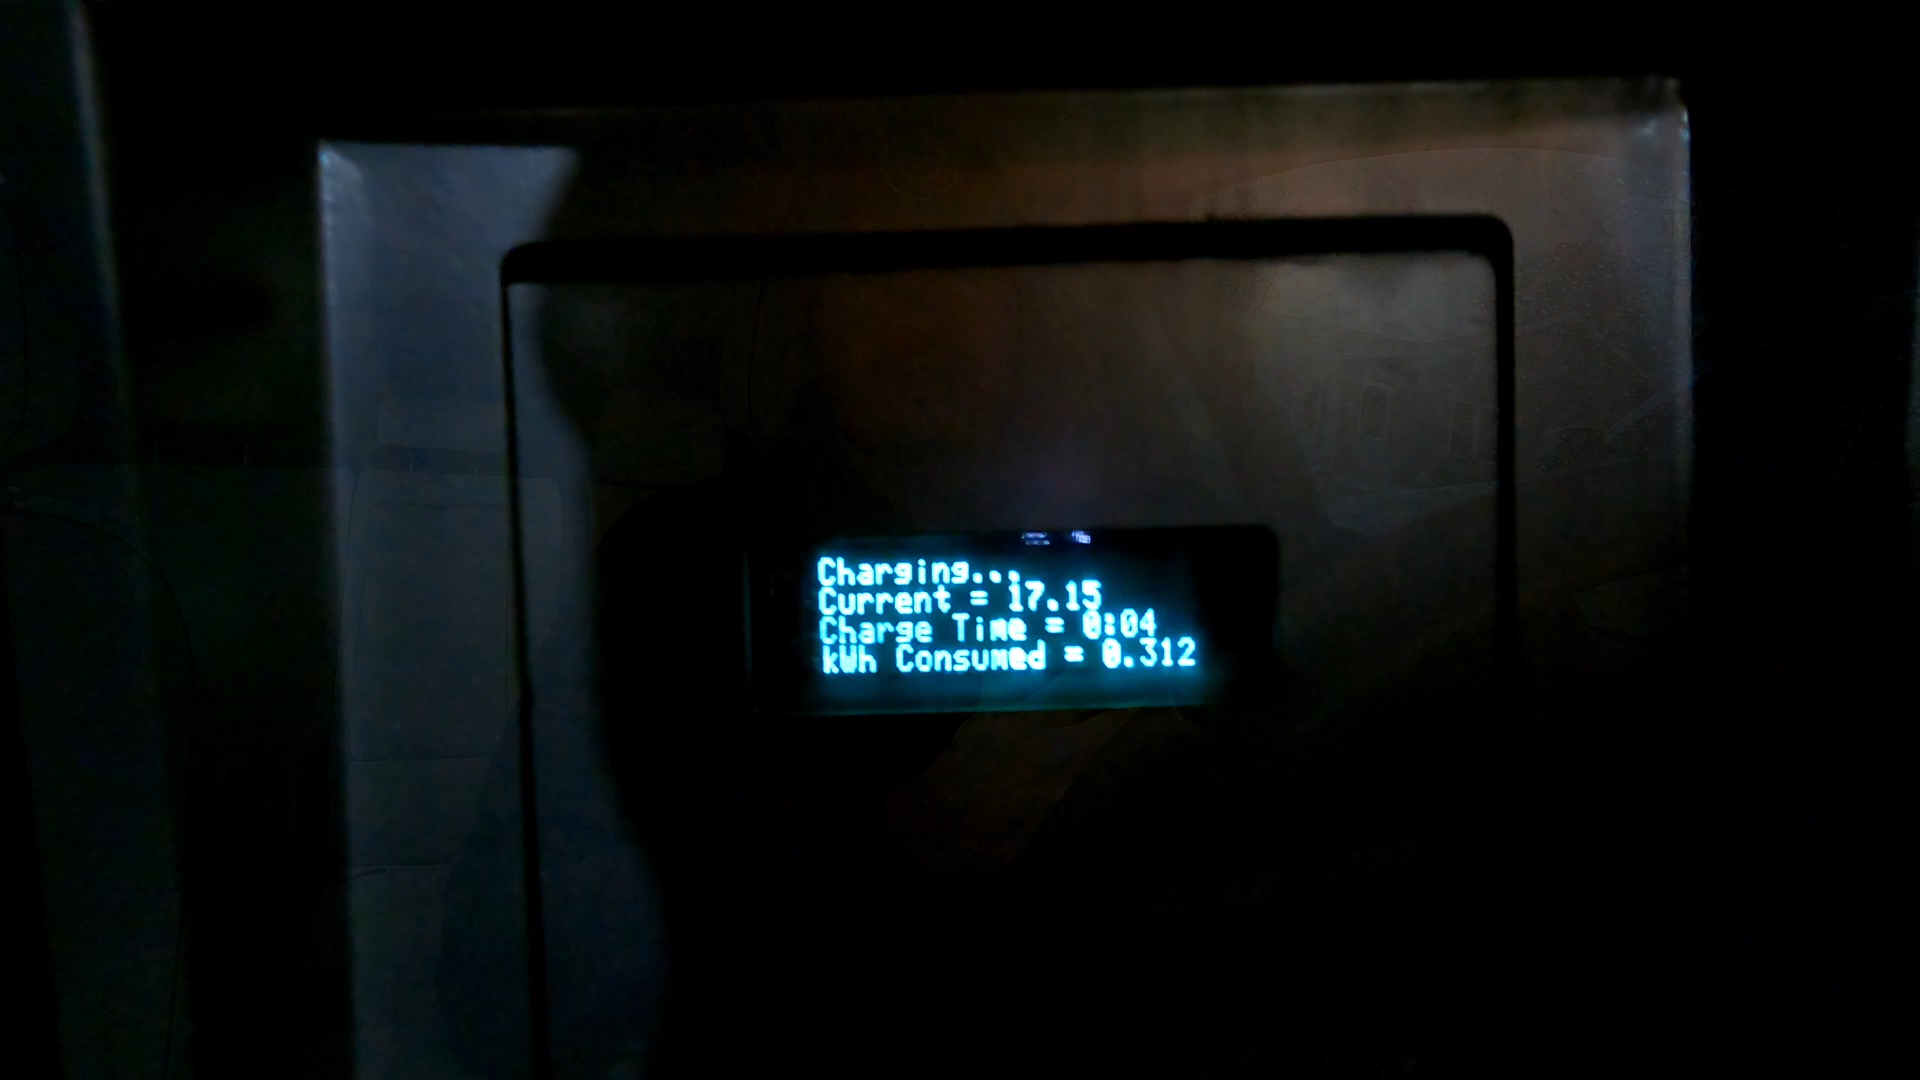 Charging...
Current = 17.15
Charge Time = 0:04
kWh Consumed = 0.312